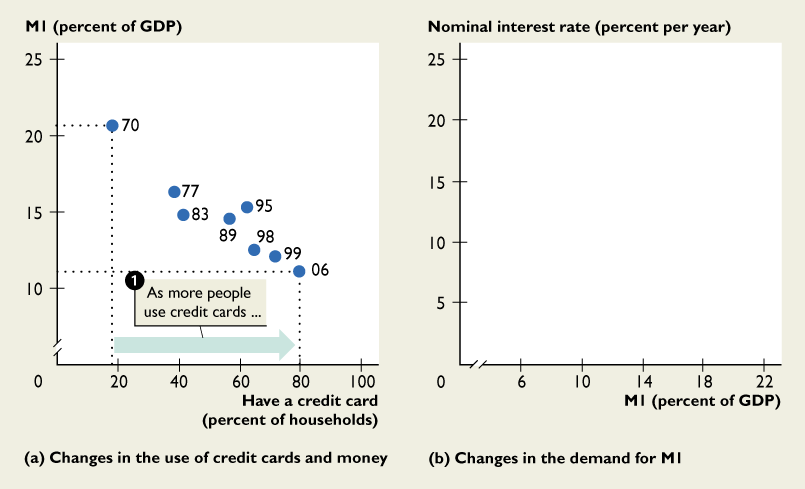 M1 (percent of GDP)
25
20
15
10
0
70
77
83
89
95
98
99
06
1
As more people
use credit cards ...
20 40 60 80 100
Have a credit card
(percent of households)
(a) Changes in the use of credit cards and money
Nominal interest rate (percent per year)
25
20
15
10
5
0
6 10 14 18 22
M1 (percent of GDP)
(b) Changes in the demand for M1